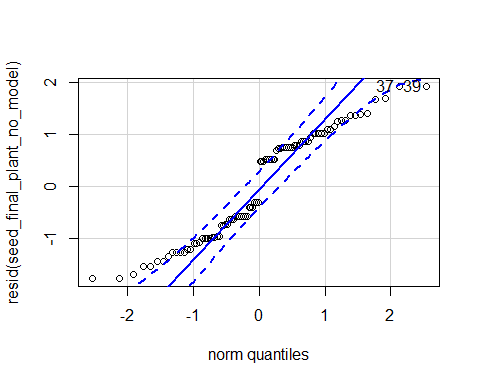 37 39
resid(seed_final_plant_no_model)
2
1
0
-1
-2 -1 0 1 2
norm quantiles